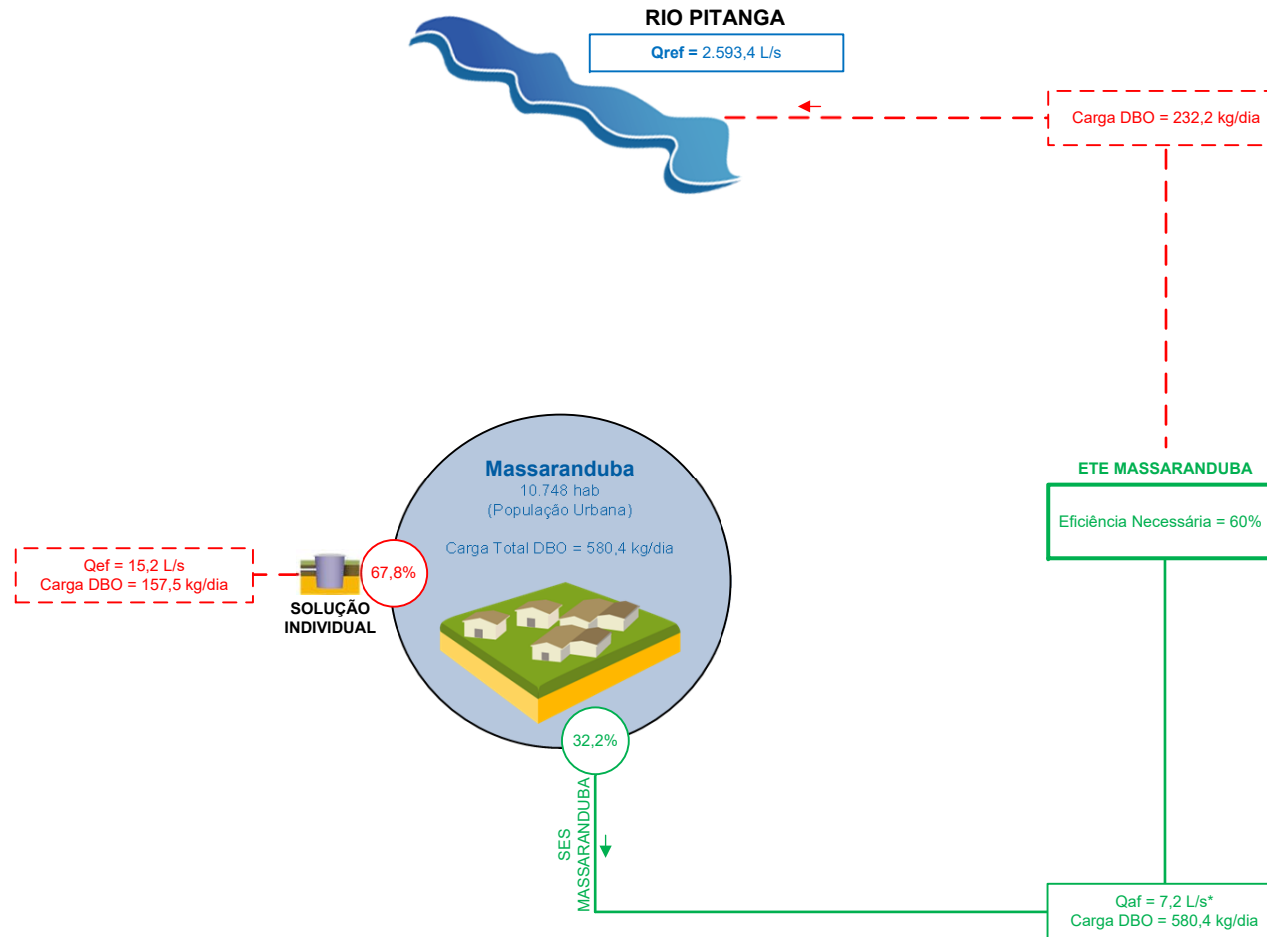 RIO PITANGA
Qref = 2.593,4 L/s
Carga DBO = 232,2 kg/dia
ETE MASSARANDUBA
Eficiência Necessária = 60%
Massaranduba
10.748 hab
(População Urbana)
Carga Total DBO = 580,4 kg/dia
67,8%
Qef = 15,2 L/s
Carga DBO = 157,5 kg/dia
SOLUÇÃO
INDIVIDUAL
32,2%
SES
MASSARANDUBA
Qaf = 7,2 L/s*
Carga DBO = 580,4 kg/dia